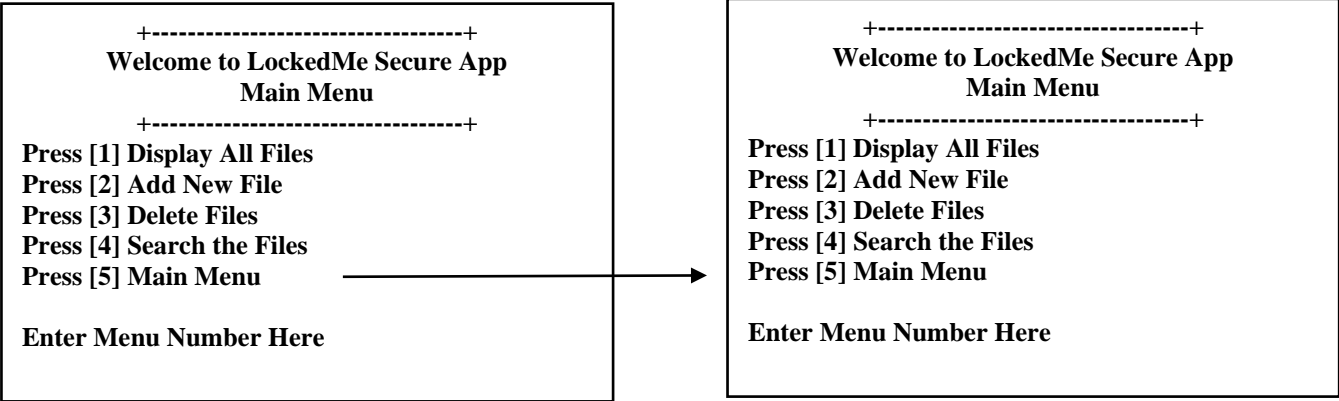 +-----------------------------------+
Welcome to LockedMe Secure App
Main Menu
+-----------------------------------+
Press [1] Display All Files
Press [2] Add New File
Press [3] Delete Files
Press [4] Search the Files
Press [5] Main Menu
Enter Menu Number Here
+-----------------------------------+
Welcome to LockedMe Secure App
Main Menu
+-----------------------------------+
Press [1] Display All Files
Press [2] Add New File
Press [3] Delete Files
Press [4] Search the Files
Press [5] Main Menu
Enter Menu Number Here